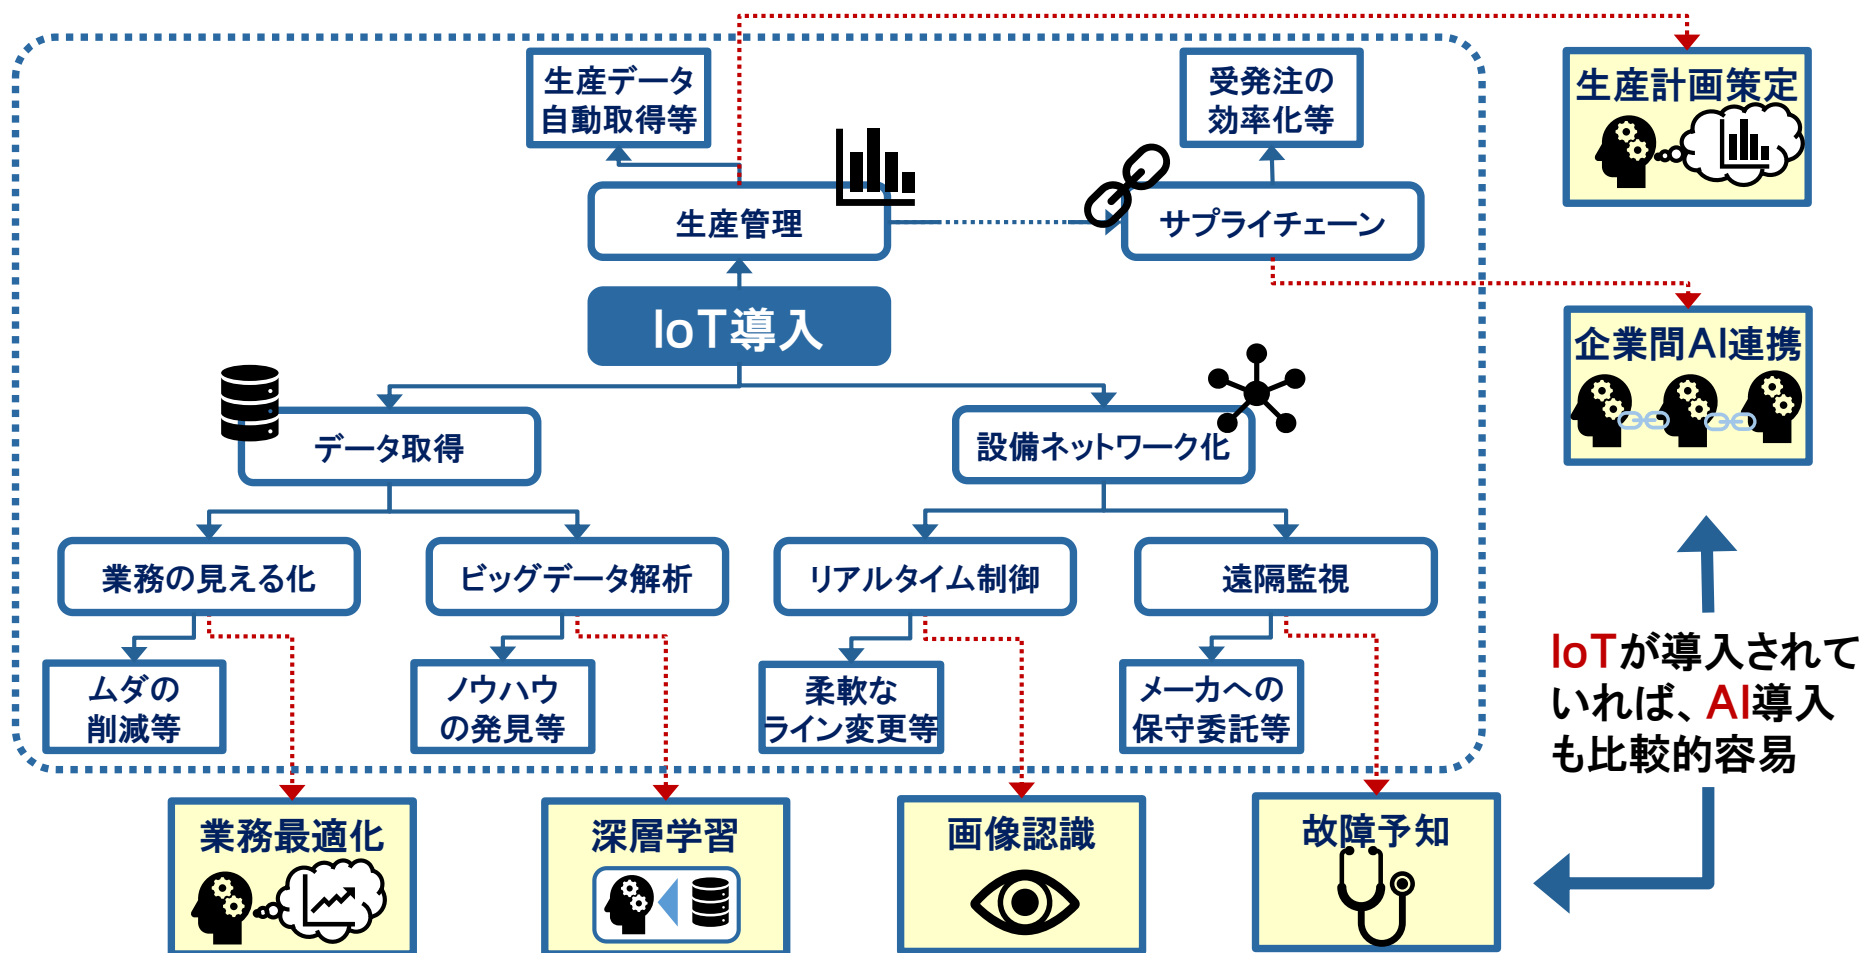 生産データ
自動取得等
受発注の
効率化等
生産計画策定
生産管理
サプライチェーン
IoT導入
企業間AI連携
データ取得
設備ネットワーク化
業務の見える化
ビッグデータ解析
リアルタイム制御
遠隔監視
ムダの
削減等
ノウハウ
の発見等
柔軟な
ライン変更等
メーカへの
保守委託等
IoTが導入されて
いれば、AI導入
も比較的容易
業務最適化
深層学習
画像認識
故障予知